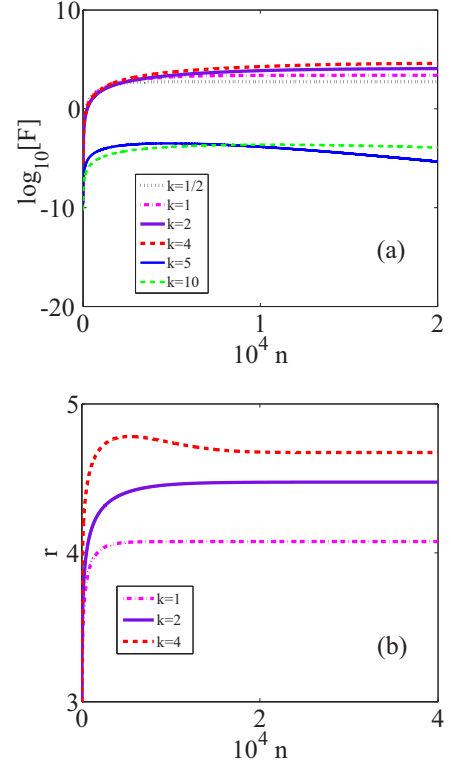 10
0
-10
-20
log10[F]
k=1/2
k=1
k=2
k=4
k=5
k=10
(a)
0 1 2
10^4 n
5
4
3
r
k=1
k=2
k=4
(b)
0 2 4
10^4 n